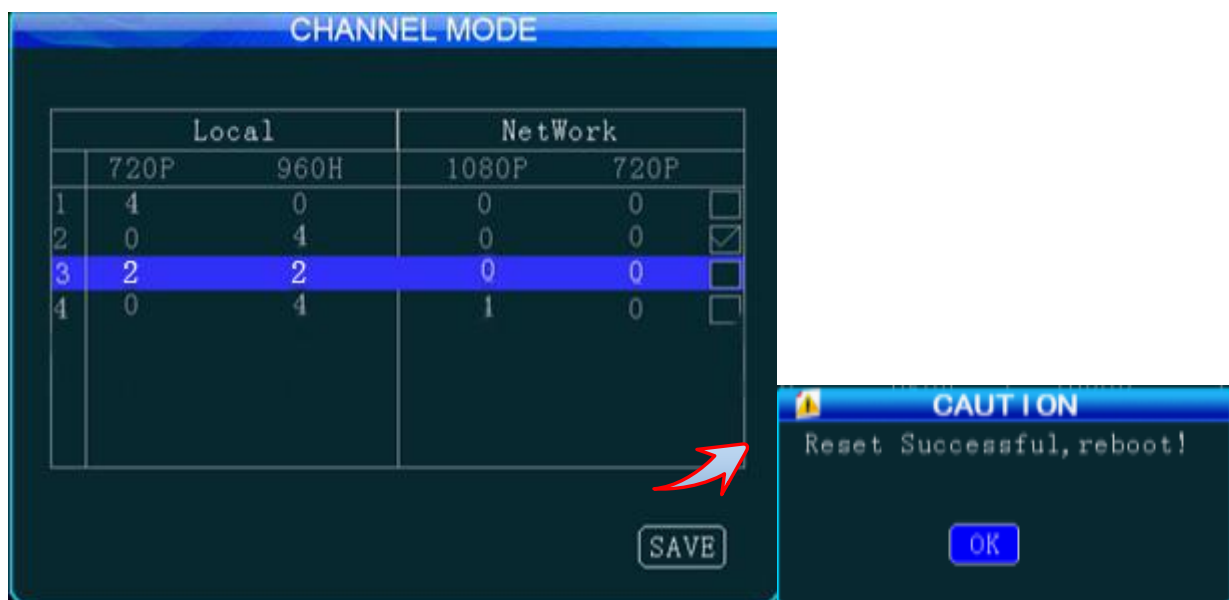 CHANNEL MODE
Local NetWork
720P 960H 1080P 720P
1 4 0 0 0
2 0 4 0 0
3 2 2 0 0
4 0 4 1 0
SAVE
CAUTION
Reset Successful,reboot!
OK